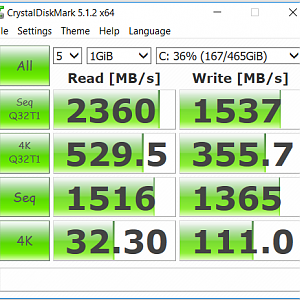 CrystalDiskMark 5.1.2 x64
le Settings Theme Help Language
All 5 1GiB C: 36% (167/465GiB)
Read [MB/s] Write [MB/s]
Seq Q32T1 2360 1537
4K Q32T1 529.5 355.7
Seq 1516 1365
4K 32.30 111.0